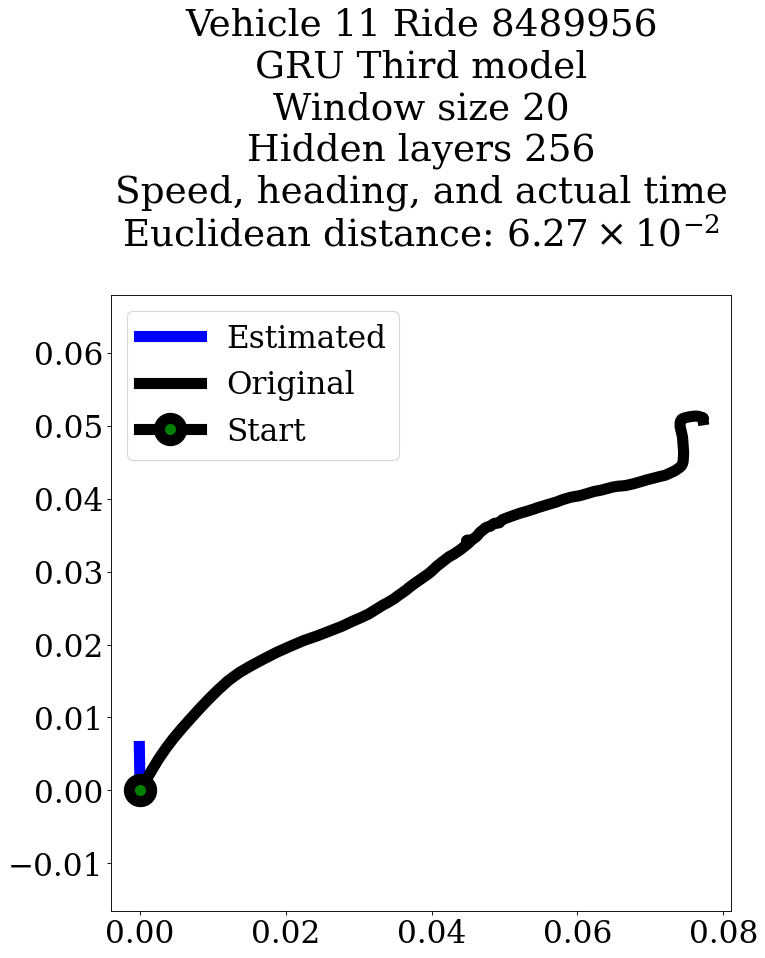 Vehicle 11 Ride 8489956
GRU Third model
Window size 20
Hidden layers 256
Speed, heading, and actual time
Euclidean distance: 6.27 × 10⁻²
Estimated
Original
Start
0.06
0.05
0.04
0.03
0.02
0.01
0.00
−0.01
0.00 0.02 0.04 0.06 0.08